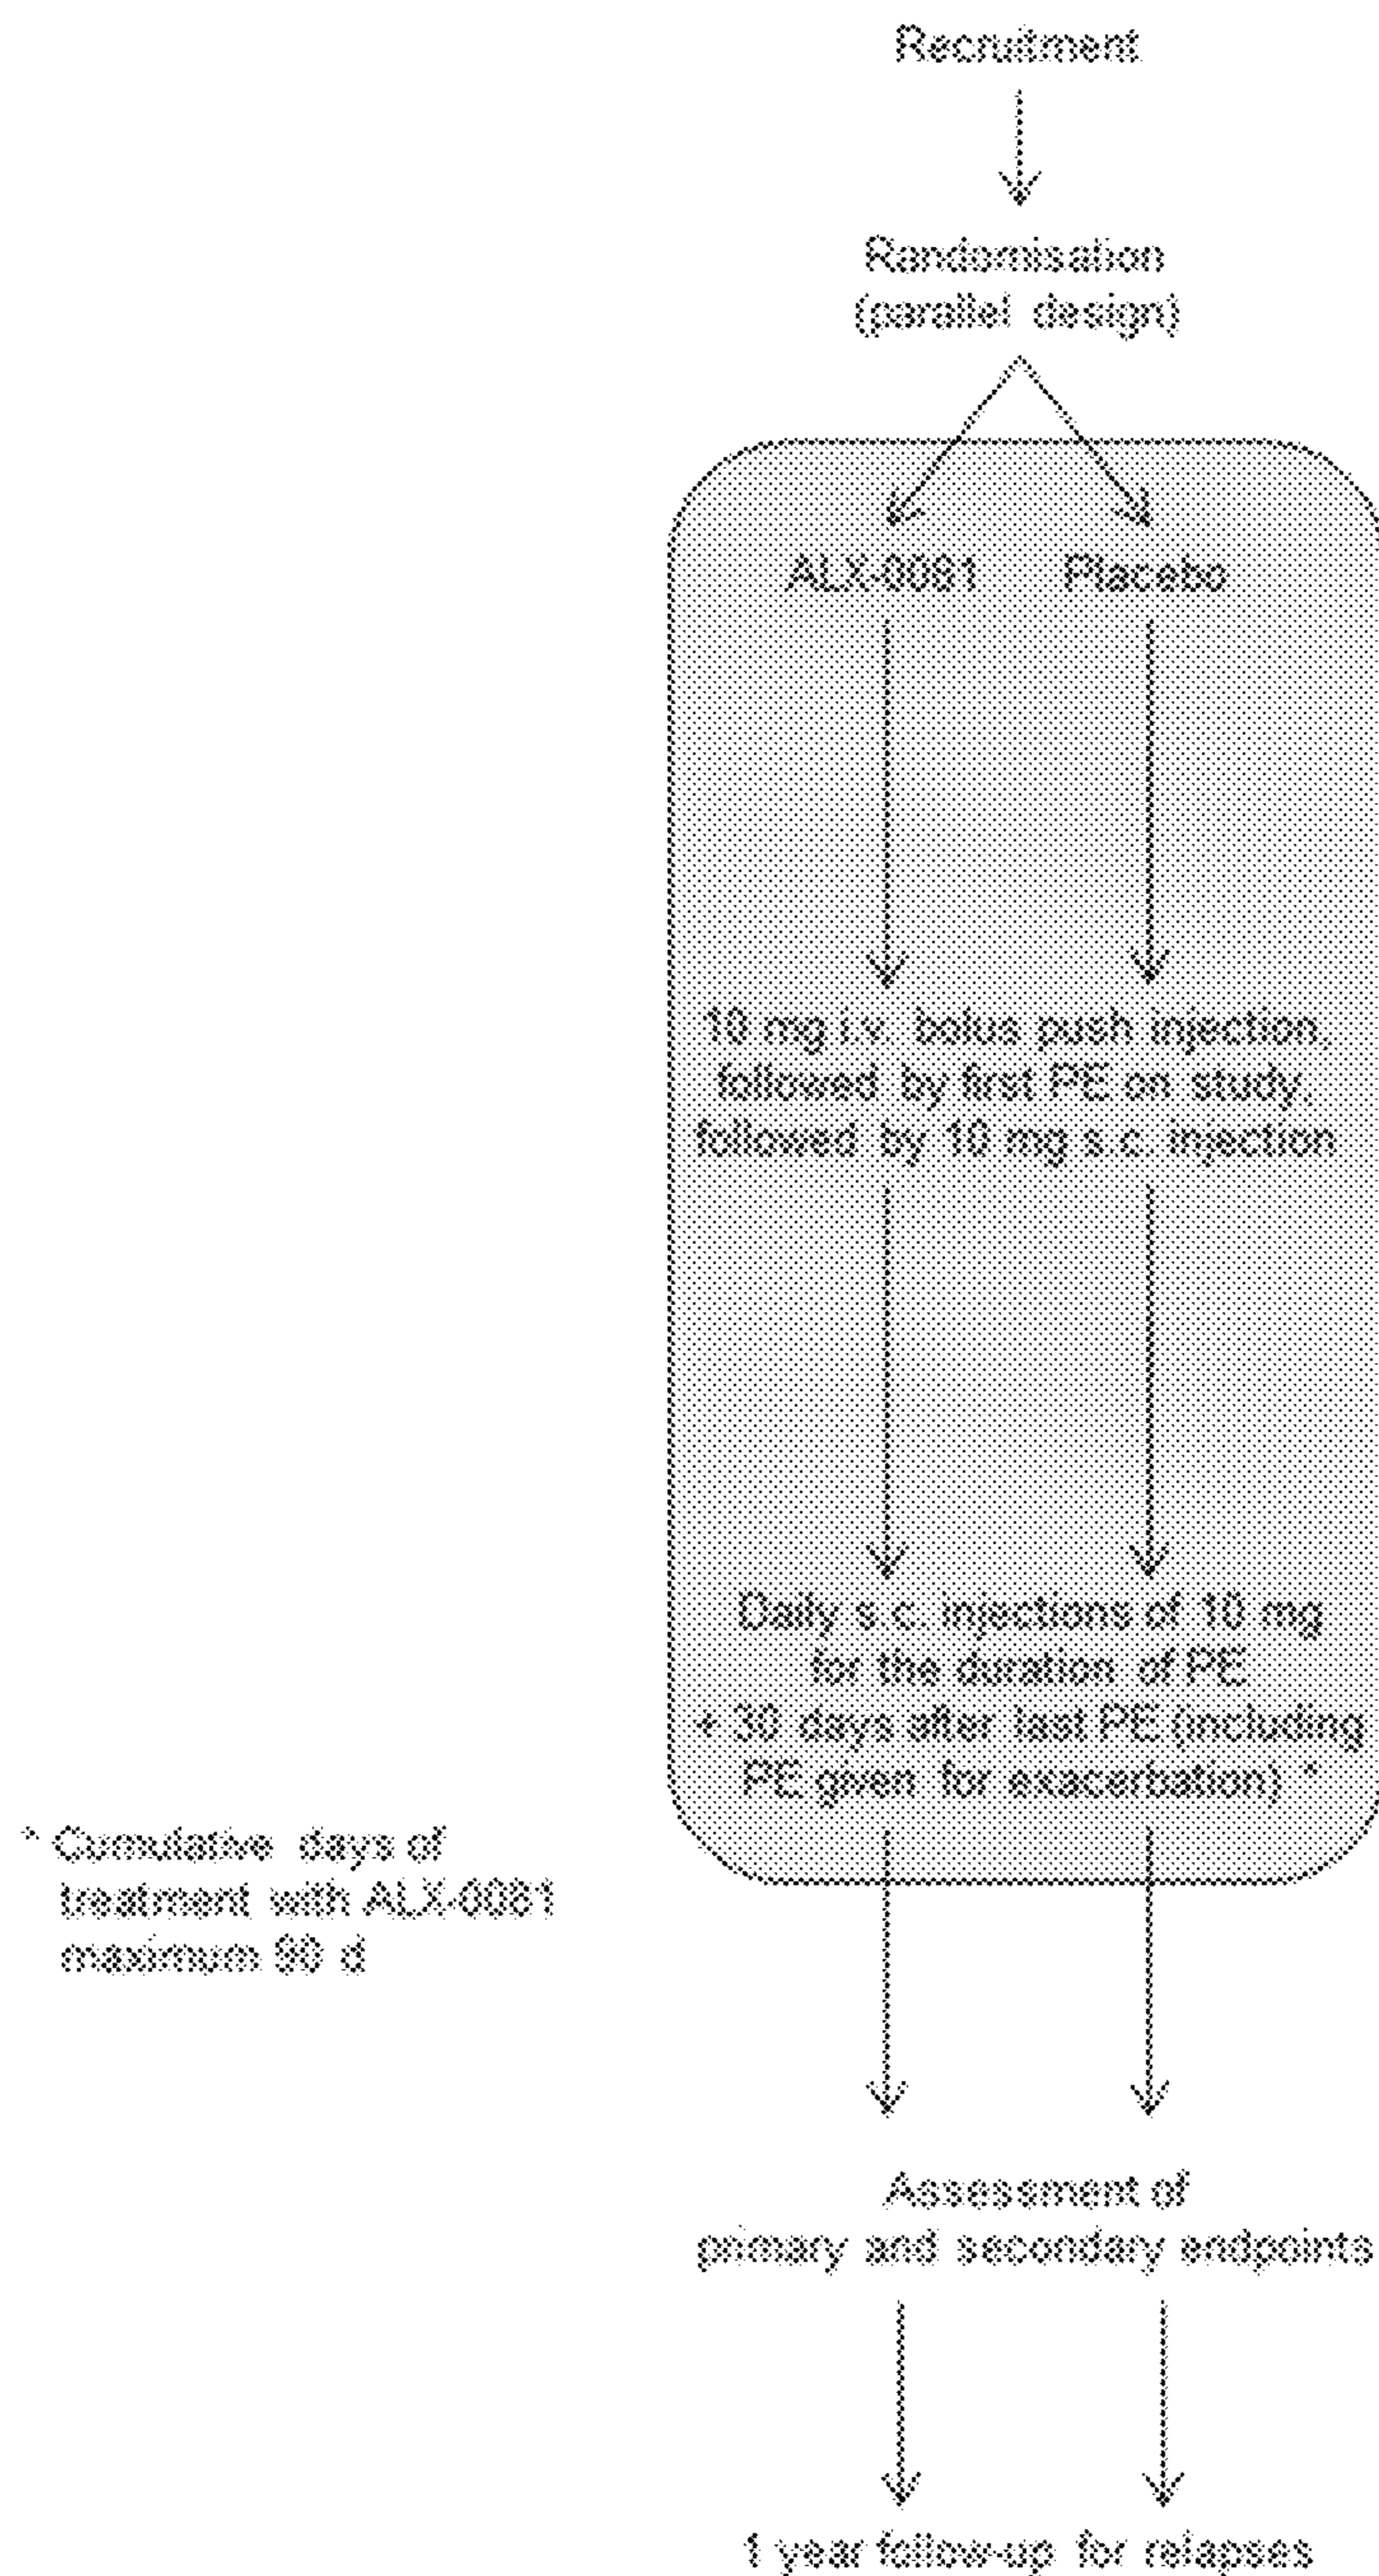 Recruitment
Randomisation
(parallel design)
ALX-0081 Placebo
10 mg i.v. bolus push injection,
followed by first PE on study,
followed by 10 mg s.c. injection
Daily s.c. injections of 10 mg
for the duration of PE
+ 30 days after last PE (including
PE given for exacerbation) *
* Cumulative days of
treatment with ALX-0081
maximum 90 d
Assessment of
primary and secondary endpoints
1 year follow-up for relapses